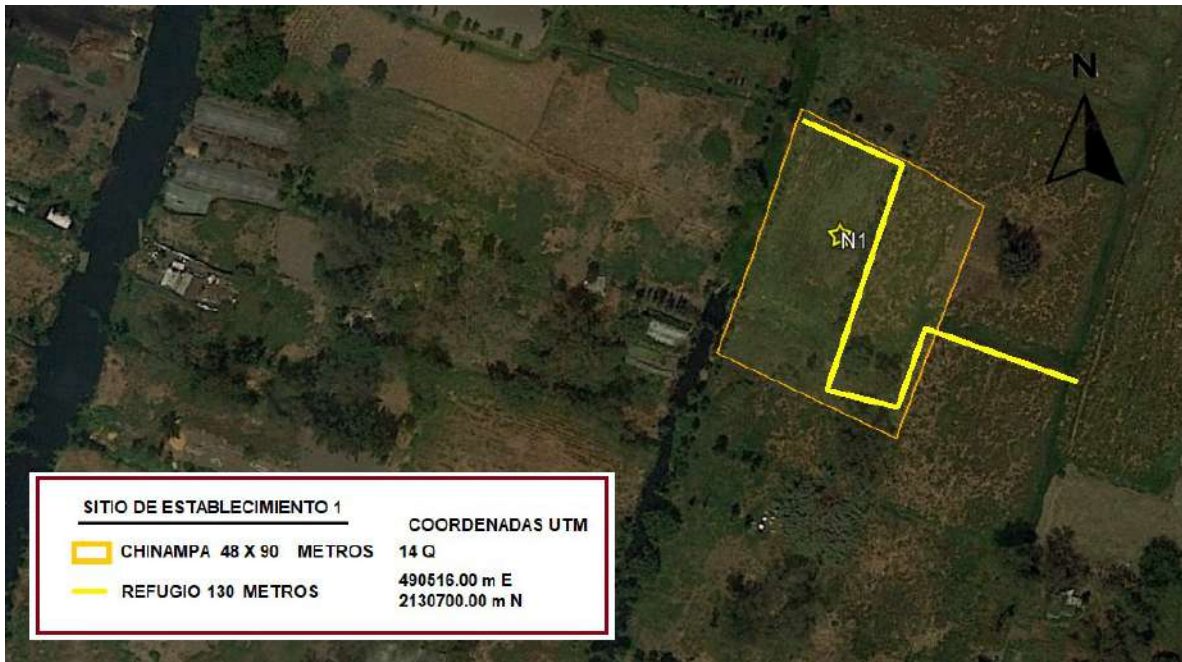 N
N1
SITIO DE ESTABLECIMIENTO 1
COORDENADAS UTM
CHINAMPA 48 X 90 METROS
14 Q
REFUGIO 130 METROS
490516.00 m E
2130700.00 m N